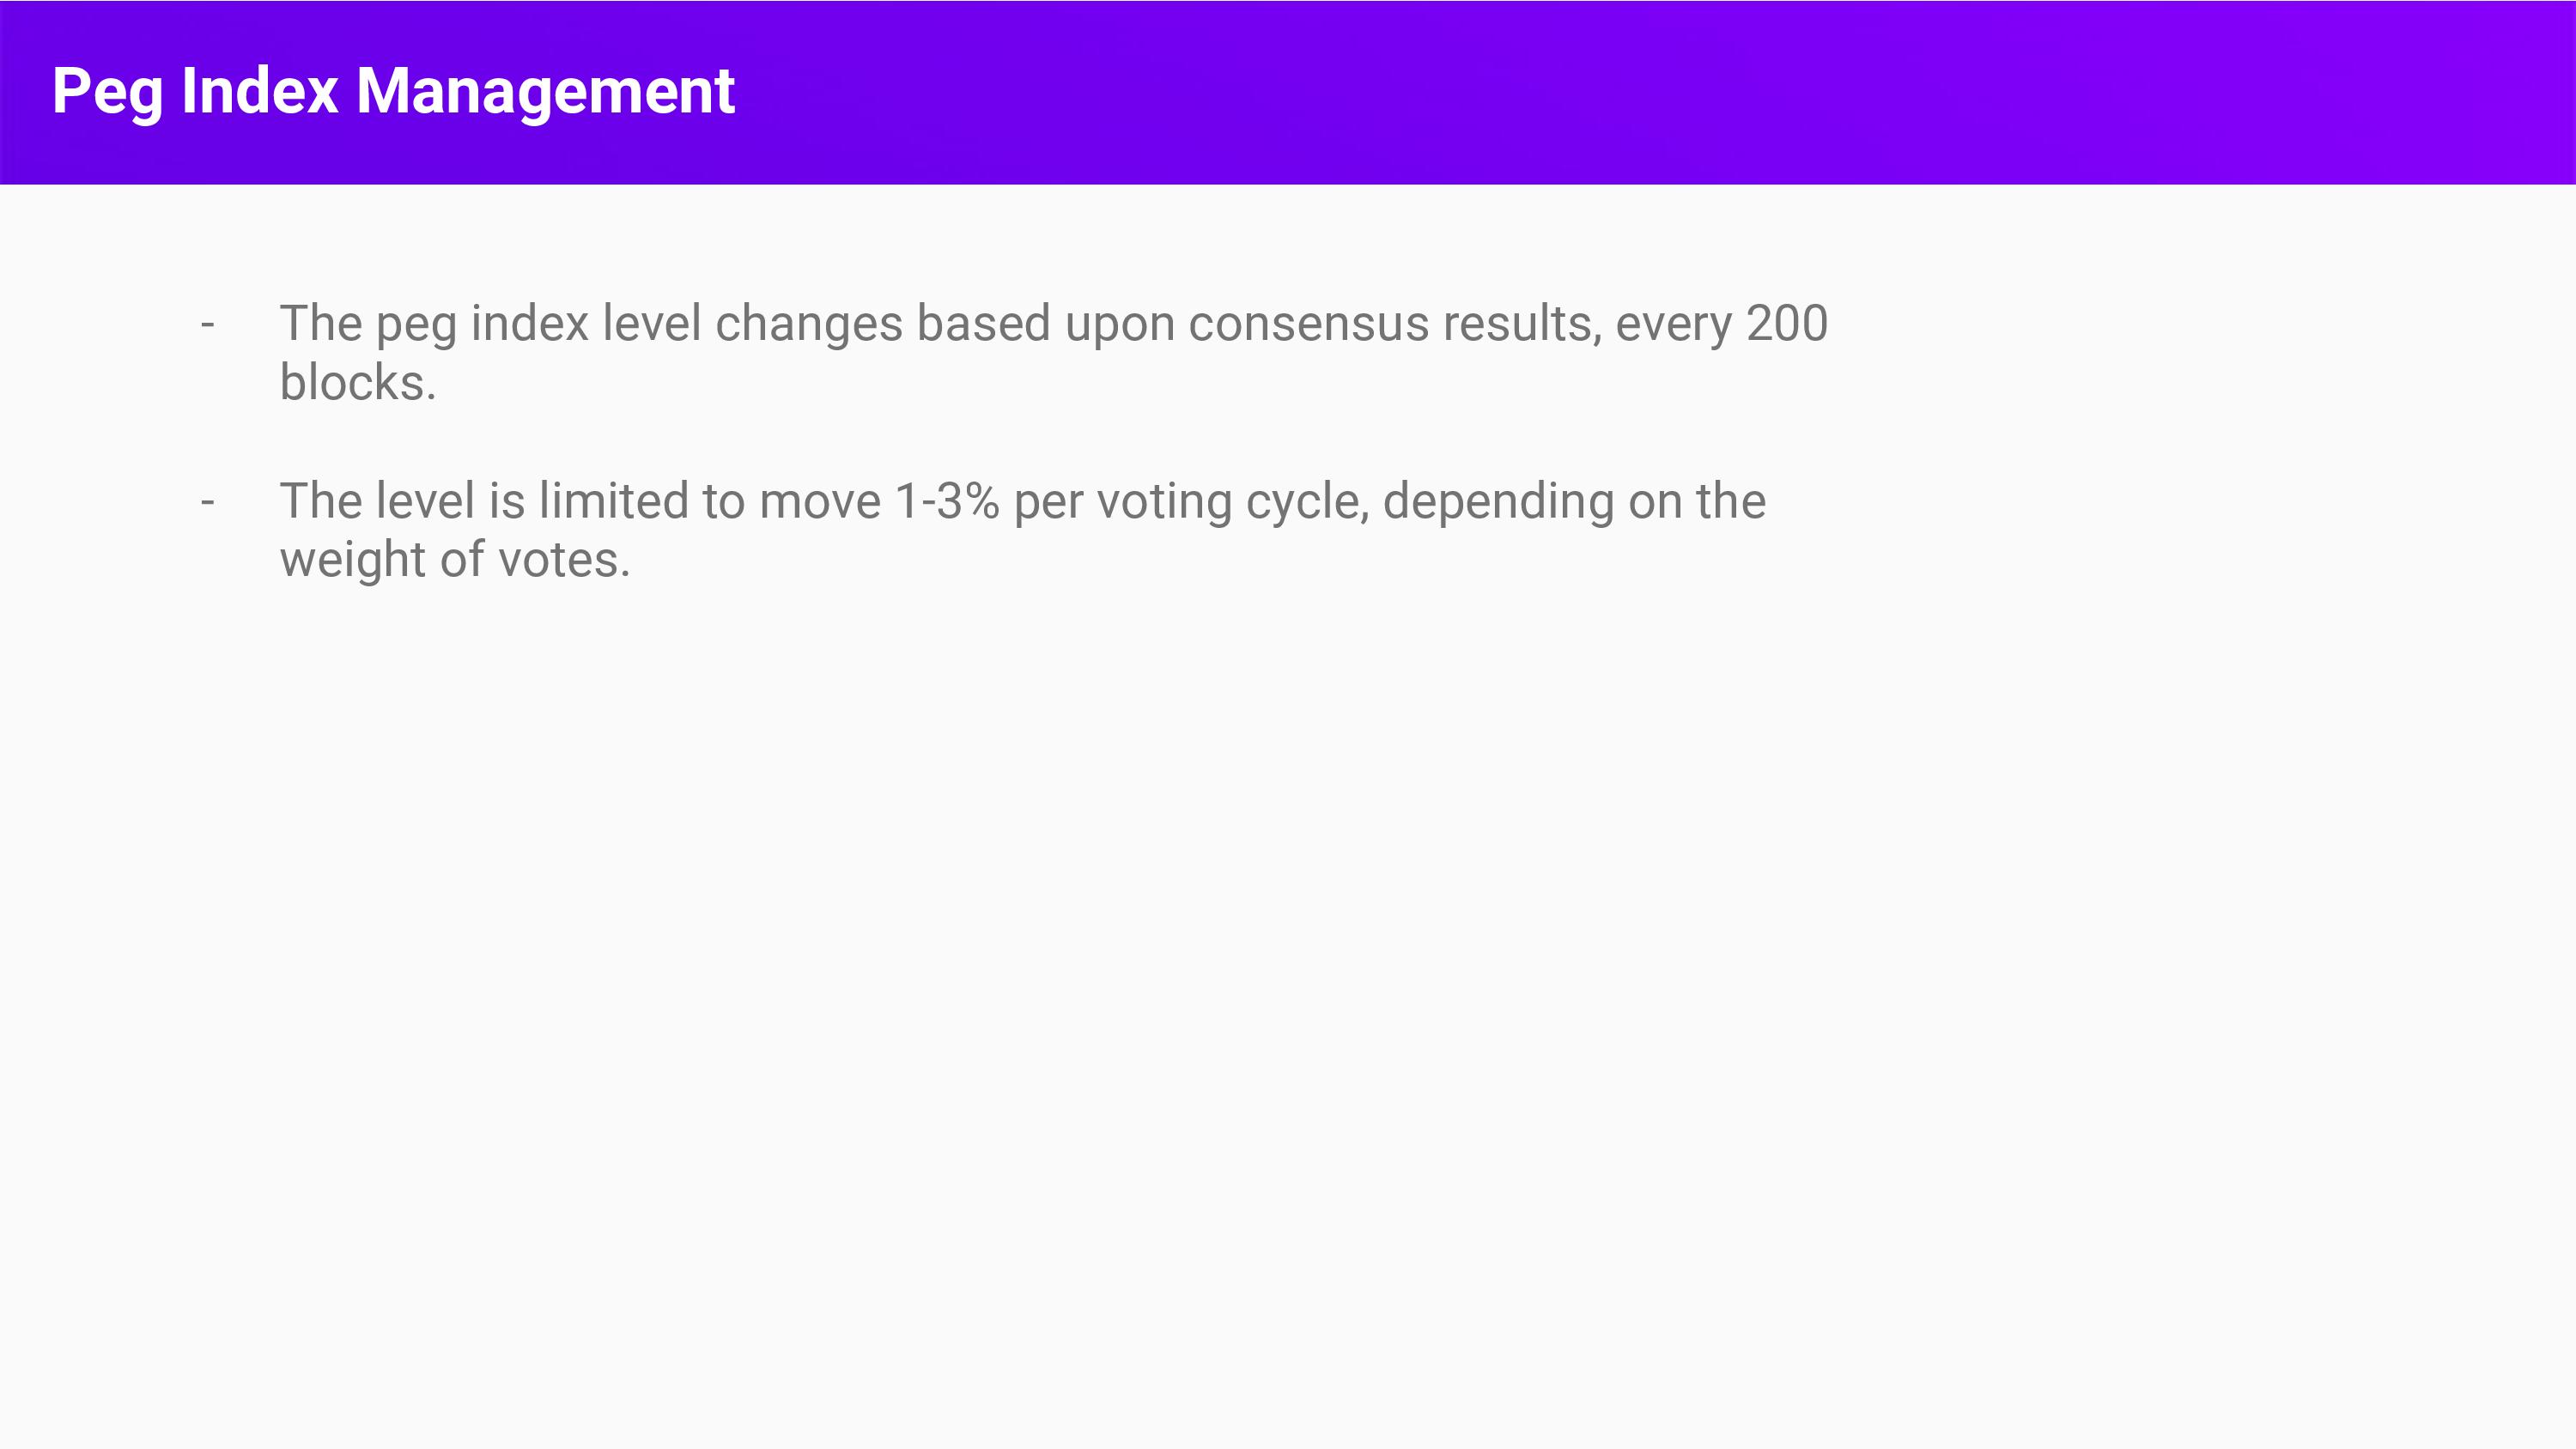 Peg Index Management
- The peg index level changes based upon consensus results, every 200
blocks.
- The level is limited to move 1-3% per voting cycle, depending on the
weight of votes.